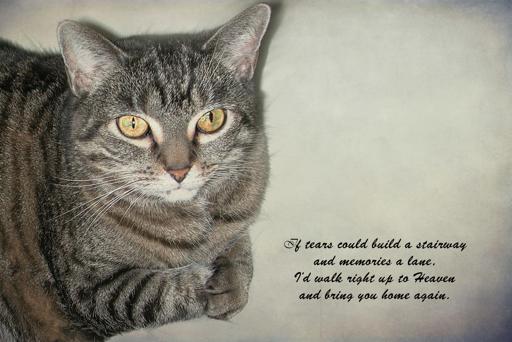 If tears could build a stairway
and memories a lane.
I'd walk right up to Heaven
and bring you home again.